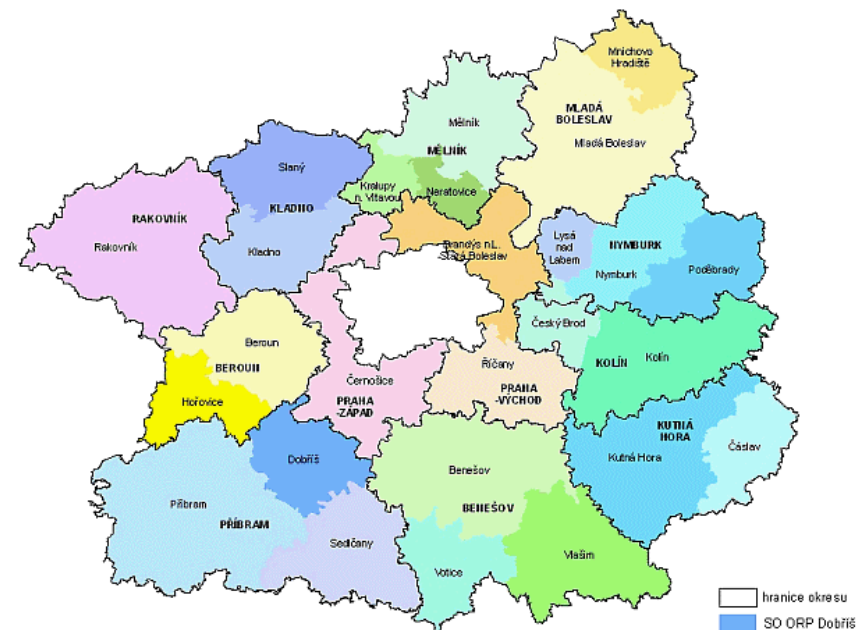 Mnichovo
Hradiště
MLADÁ
BOLESLAV
Mladá Boleslav
Mělník
MĚLNÍK
Slaný
Kralupy
n. Vltavou
Neratovice
KLADNO
Kladno
RAKOVNÍK
Rakovník
Brandýs n.L.
Stará Boleslav
Lysá
nad
Labem
NYMBURK
Nymburk
Poděbrady
Český Brod
KOLÍN
Kolín
Beroun
BEROUN
Hořovice
Černošice
PRAHA
-ZÁPAD
Říčany
PRAHA
-VÝCHOD
KUTNÁ
HORA
Kutná Hora
Čáslav
Dobříš
Benešov
BENEŠOV
Příbram
PŘÍBRAM
Sedlčany
Votice
Vlašim
hranice okresu
SO ORP Dobříš